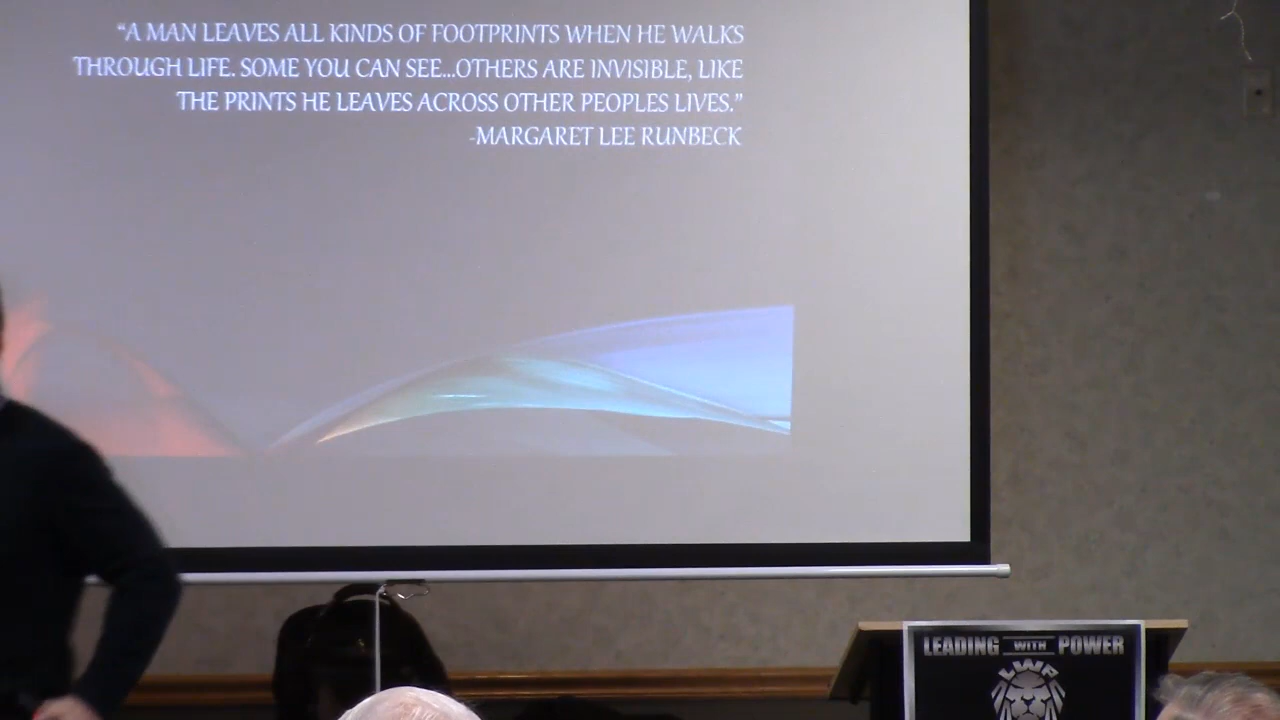 “A MAN LEAVES ALL KINDS OF FOOTPRINTS WHEN HE WALKS
THROUGH LIFE. SOME YOU CAN SEE...OTHERS ARE INVISIBLE, LIKE
THE PRINTS HE LEAVES ACROSS OTHER PEOPLES LIVES.”
-MARGARET LEE RUNBECK
LEADING WITH POWER
LWP